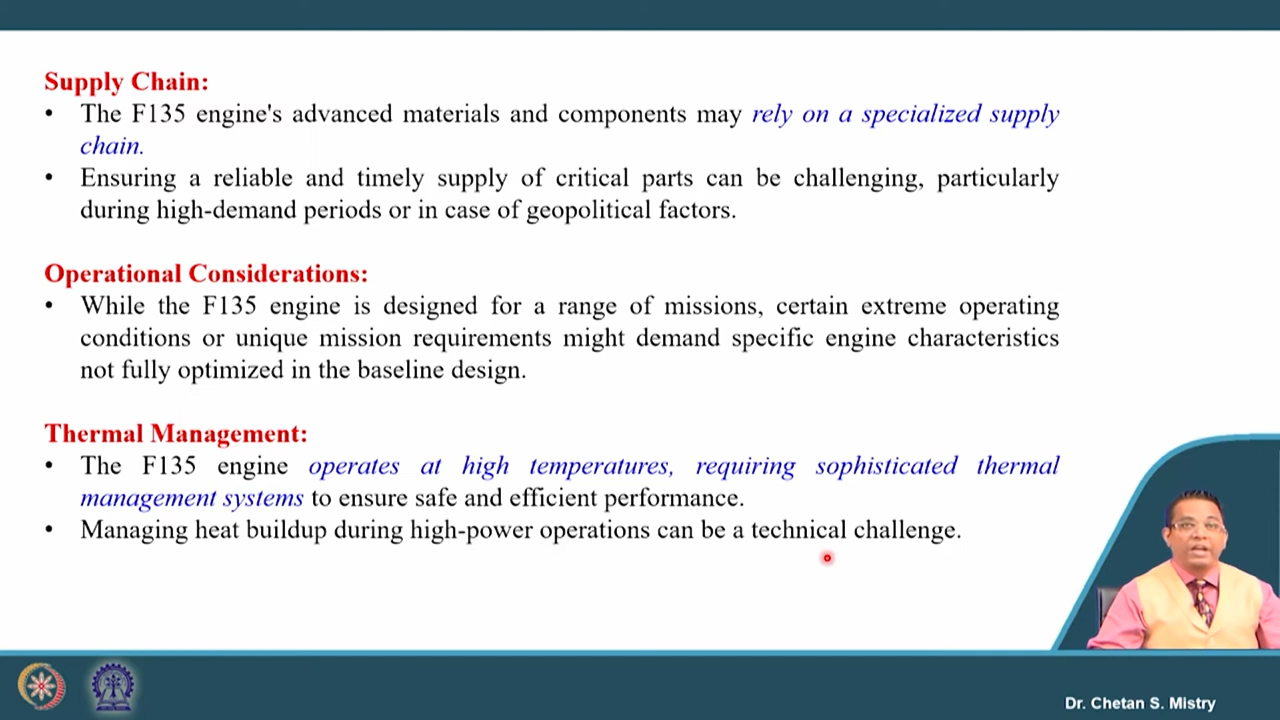 Supply Chain:
• The F135 engine's advanced materials and components may rely on a specialized supply
chain.
• Ensuring a reliable and timely supply of critical parts can be challenging, particularly
during high-demand periods or in case of geopolitical factors.
Operational Considerations:
• While the F135 engine is designed for a range of missions, certain extreme operating
conditions or unique mission requirements might demand specific engine characteristics
not fully optimized in the baseline design.
Thermal Management:
• The F135 engine operates at high temperatures, requiring sophisticated thermal
management systems to ensure safe and efficient performance.
• Managing heat buildup during high-power operations can be a technical challenge.
Dr. Chetan S. Mistry